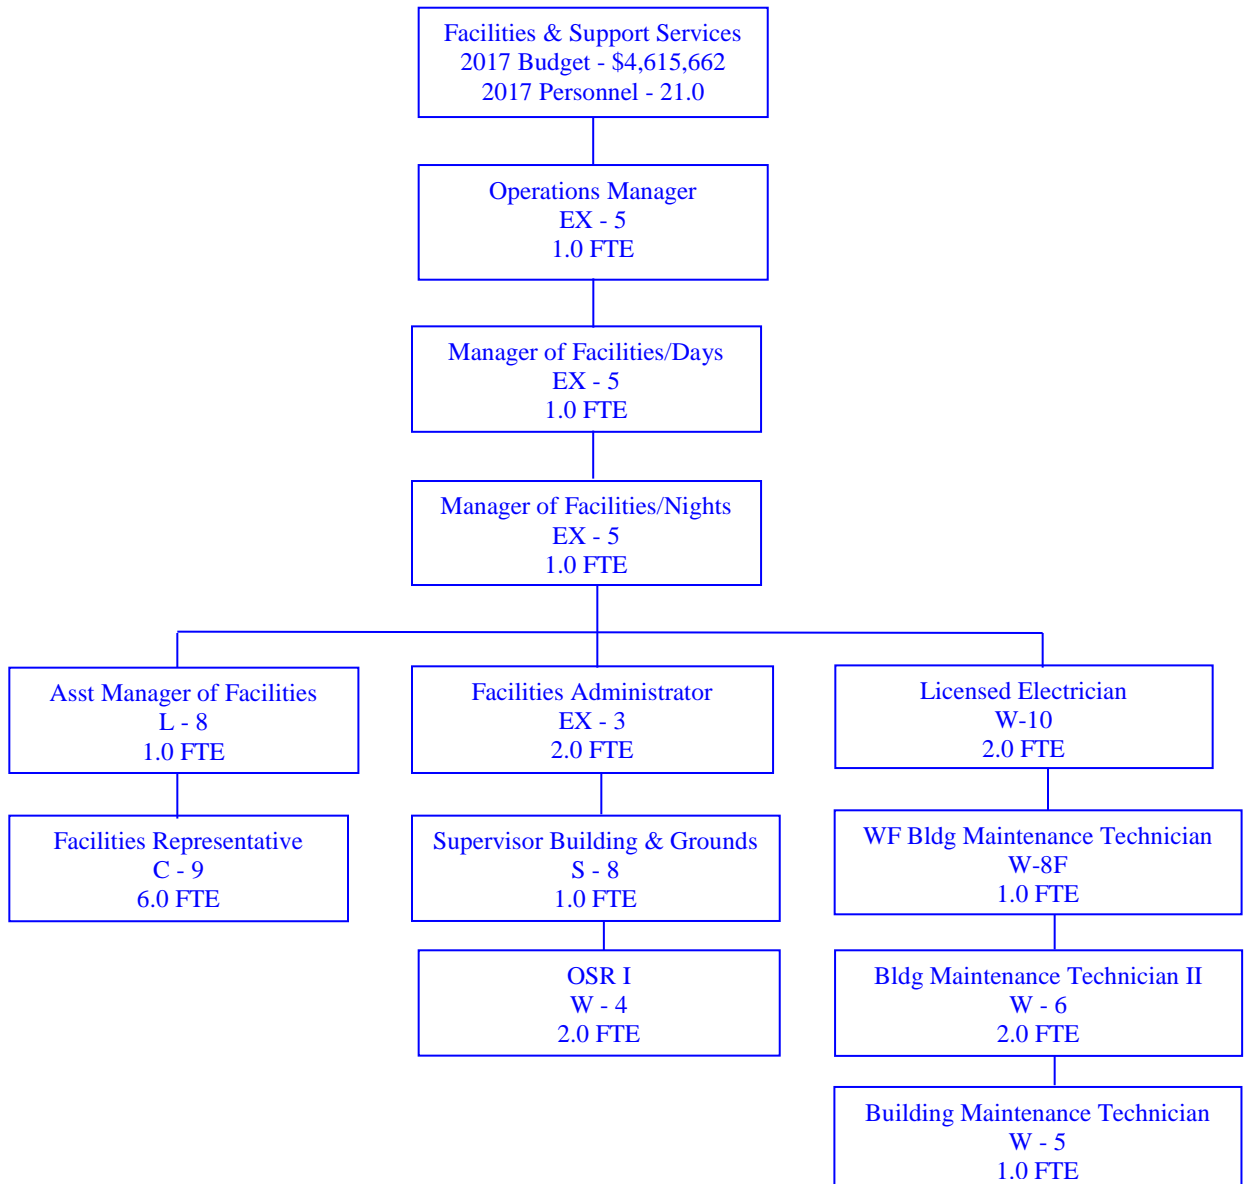 Facilities & Support Services
2017 Budget - $4,615,662
2017 Personnel - 21.0
Operations Manager
EX - 5
1.0 FTE
Manager of Facilities/Days
EX - 5
1.0 FTE
Manager of Facilities/Nights
EX - 5
1.0 FTE
Asst Manager of Facilities
L - 8
1.0 FTE
Facilities Representative
C - 9
6.0 FTE
Facilities Administrator
EX - 3
2.0 FTE
Supervisor Building & Grounds
S - 8
1.0 FTE
OSR I
W - 4
2.0 FTE
Licensed Electrician
W-10
2.0 FTE
WF Bldg Maintenance Technician
W-8F
1.0 FTE
Bldg Maintenance Technician II
W - 6
2.0 FTE
Building Maintenance Technician
W - 5
1.0 FTE